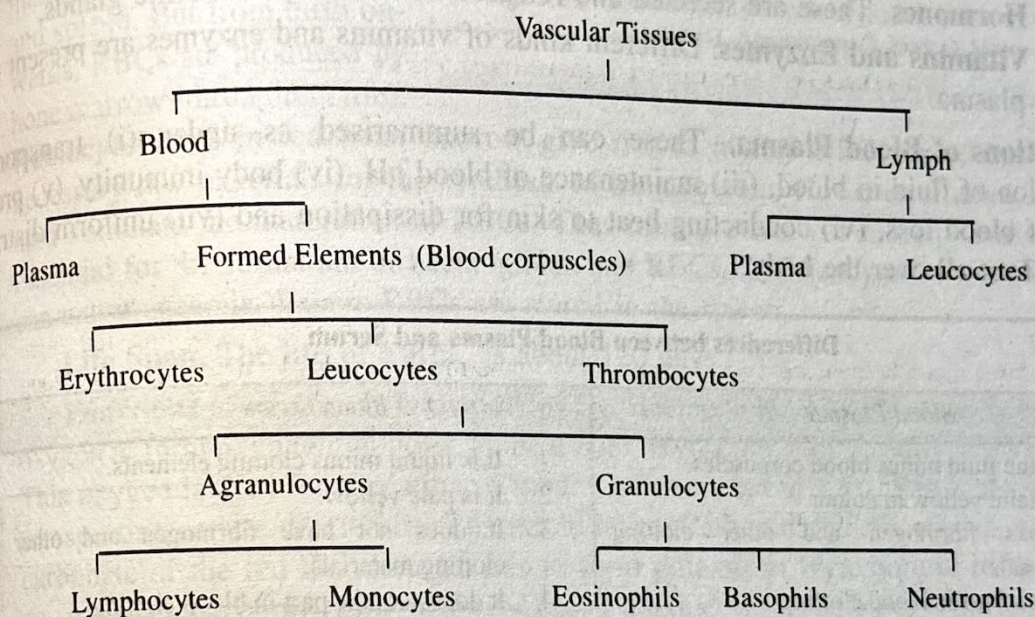 Vascular Tissues
Blood
Lymph
Plasma
Formed Elements (Blood corpuscles)
Plasma
Leucocytes
Erythrocytes
Leucocytes
Thrombocytes
Agranulocytes
Granulocytes
Lymphocytes
Monocytes
Eosinophils
Basophils
Neutrophils